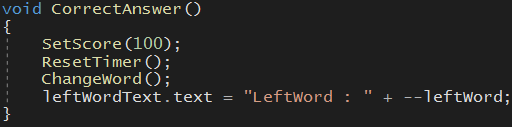 void CorrectAnswer()
{
    SetScore(100);
    ResetTimer();
    ChangeWord();
    leftWordText.text = "LeftWord : " + --leftWord;
}